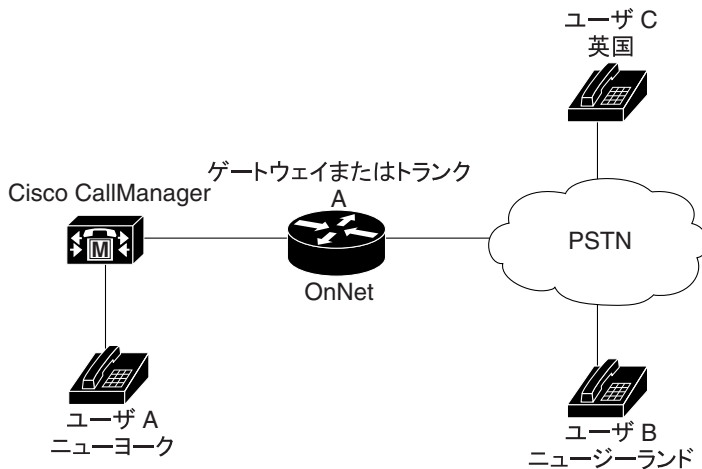 ユーザ C
英国
ゲートウェイまたはトランク
A
Cisco CallManager
M
PSTN
OnNet
ユーザ A
ニューヨーク
ユーザ B
ニュージーランド